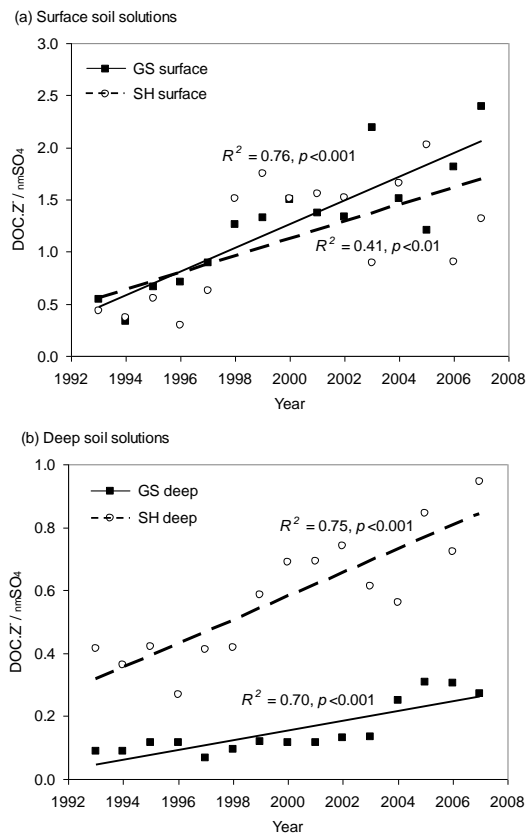 (a) Surface soil solutions
3.0
2.5
2.0
1.5
1.0
0.5
0.0
DOC.Z⁻/ nmSO₄
GS surface
SH surface
R² = 0.76, p<0.001
R² = 0.41, p<0.01
1992 1994 1996 1998 2000 2002 2004 2006 2008
Year
(b) Deep soil solutions
1.0
0.8
0.6
0.4
0.2
0.0
DOC.Z⁻/ nmSO₄
GS deep
SH deep
R² = 0.75, p<0.001
R² = 0.70, p<0.001
1992 1994 1996 1998 2000 2002 2004 2006 2008
Year